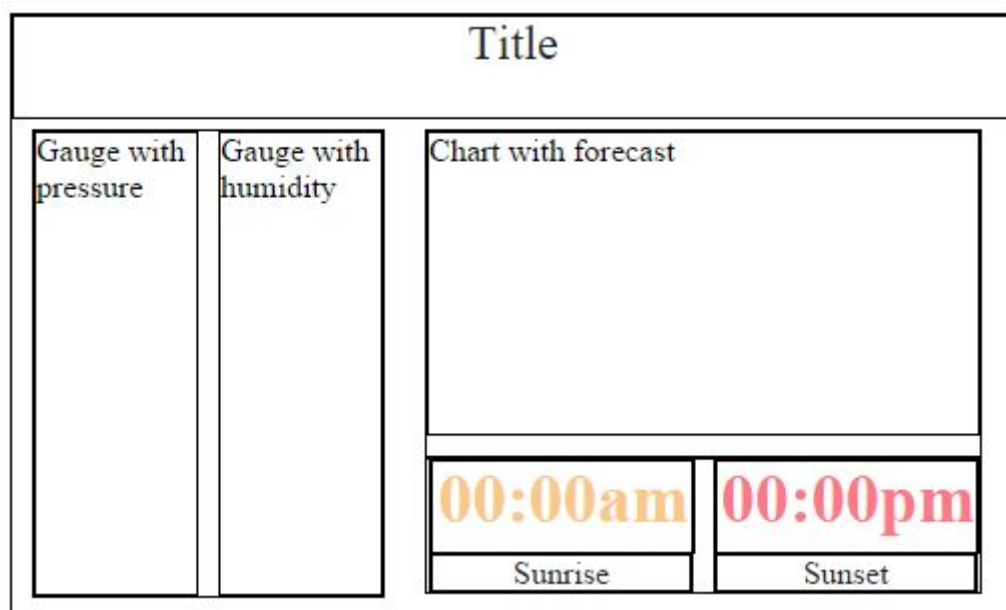 Title
Gauge with
pressure
Gauge with
humidity
Chart with forecast
00:00am
00:00pm
Sunrise
Sunset